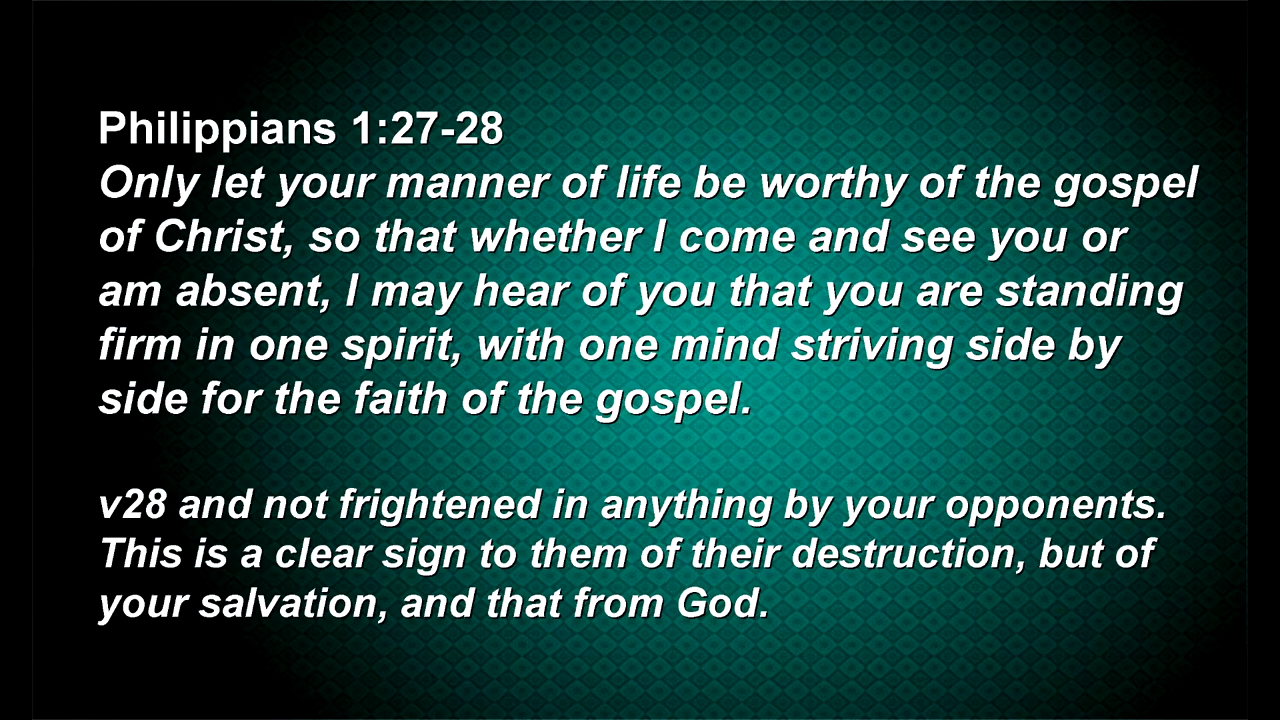 Philippians 1:27-28
Only let your manner of life be worthy of the gospel
of Christ, so that whether I come and see you or
am absent, I may hear of you that you are standing
firm in one spirit, with one mind striving side by
side for the faith of the gospel.
v28 and not frightened in anything by your opponents.
This is a clear sign to them of their destruction, but of
your salvation, and that from God.